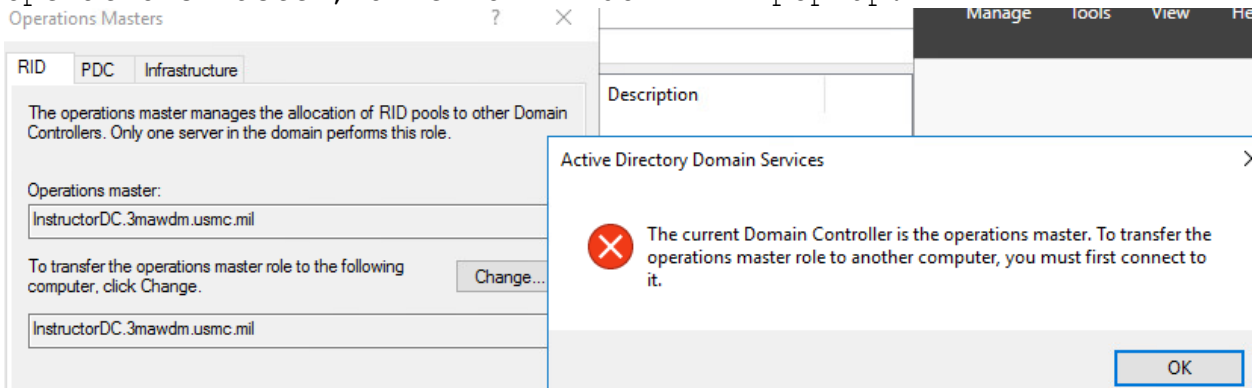 Operations Masters
? ×
Manage Tools View He
RID PDC Infrastructure
The operations master manages the allocation of RID pools to other Domain
Controllers. Only one server in the domain performs this role.
Operations master:
InstructorDC.3mawdm.usmc.mil
To transfer the operations master role to the following
computer, click Change.
Change...
InstructorDC.3mawdm.usmc.mil
Description
Active Directory Domain Services
The current Domain Controller is the operations master. To transfer the
operations master role to another computer, you must first connect to
it.
OK